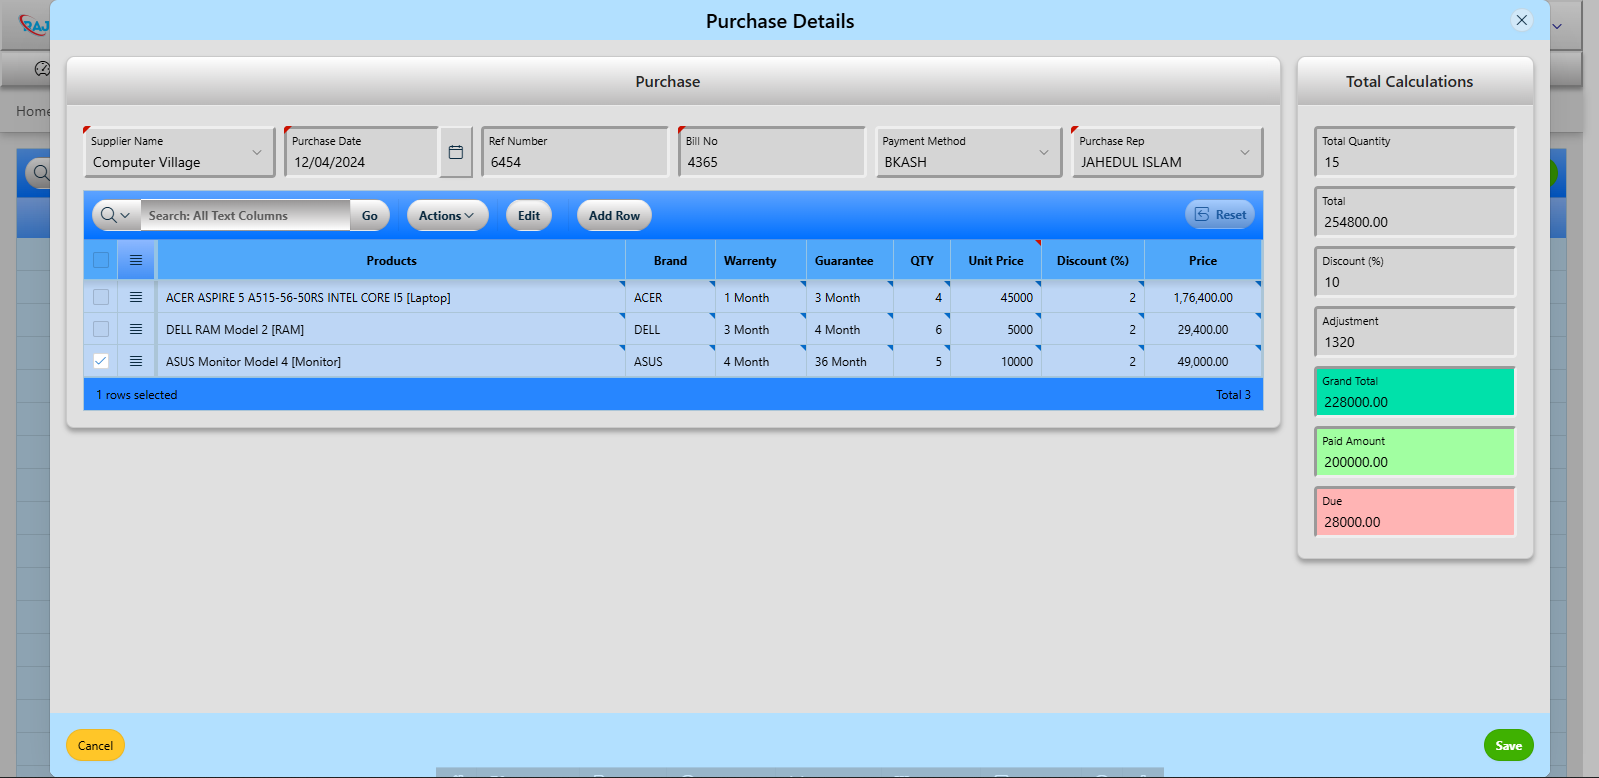 Purchase Details
RAJ
Home
Purchase
Total Calculations
Supplier Name
Computer Village
Purchase Date
12/04/2024
Ref Number
6454
Bill No
4365
Payment Method
BKASH
Purchase Rep
JAHEDUL ISLAM
Search: All Text Columns
Go
Actions
Edit
Add Row
Reset
Products Brand Warrenty Guarantee QTY Unit Price Discount (%) Price
ACER ASPIRE 5 A515-56-50RS INTEL CORE I5 [Laptop] ACER 1 Month 3 Month 4 45000 2 1,76,400.00
DELL RAM Model 2 [RAM] DELL 3 Month 4 Month 6 5000 2 29,400.00
ASUS Monitor Model 4 [Monitor] ASUS 4 Month 36 Month 5 10000 2 49,000.00
1 rows selected
Total 3
Total Quantity
15
Total
254800.00
Discount (%)
10
Adjustment
1320
Grand Total
228000.00
Paid Amount
200000.00
Due
28000.00
Cancel
Save